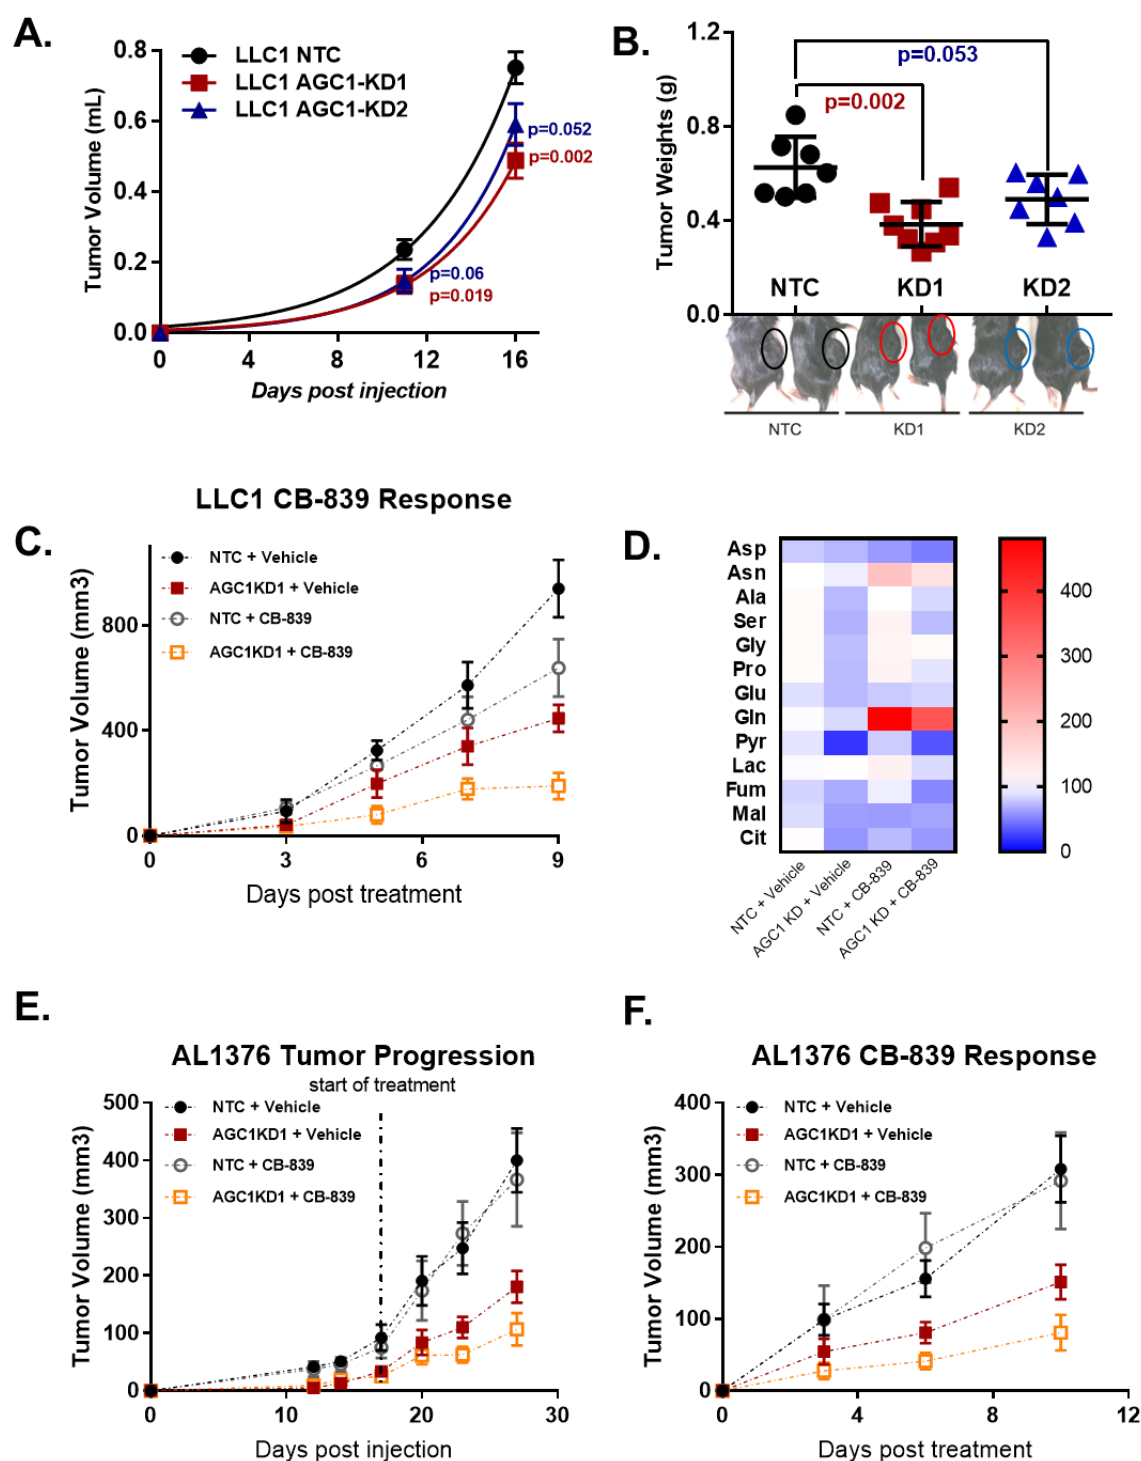 A.
LLC1 NTC
LLC1 AGC1-KD1
LLC1 AGC1-KD2
Tumor Volume (mL)
0.8
0.6
0.4
0.2
0.0
p=0.052
p=0.002
p=0.06
p=0.019
0 4 8 12 16
Days post injection
B.
Tumor Weights (g)
1.2
0.8
0.4
0.0
p=0.053
p=0.002
NTC KD1 KD2
NTC KD1 KD2
C.
LLC1 CB-839 Response
NTC + Vehicle
AGC1KD1 + Vehicle
NTC + CB-839
AGC1KD1 + CB-839
Tumor Volume (mm3)
800
400
0
0 3 6 9
Days post treatment
D.
Asp
Asn
Ala
Ser
Gly
Pro
Glu
Gln
Pyr
Lac
Fum
Mal
Cit
NTC + Vehicle
AGC1 KD + Vehicle
NTC + CB-839
AGC1 KD + CB-839
400
300
200
100
0
E.
AL1376 Tumor Progression
start of treatment
NTC + Vehicle
AGC1KD1 + Vehicle
NTC + CB-839
AGC1KD1 + CB-839
Tumor Volume (mm3)
500
400
300
200
100
0
0 10 20 30
Days post injection
F.
AL1376 CB-839 Response
NTC + Vehicle
AGC1KD1 + Vehicle
NTC + CB-839
AGC1KD1 + CB-839
Tumor Volume (mm3)
400
300
200
100
0
0 4 8 12
Days post treatment